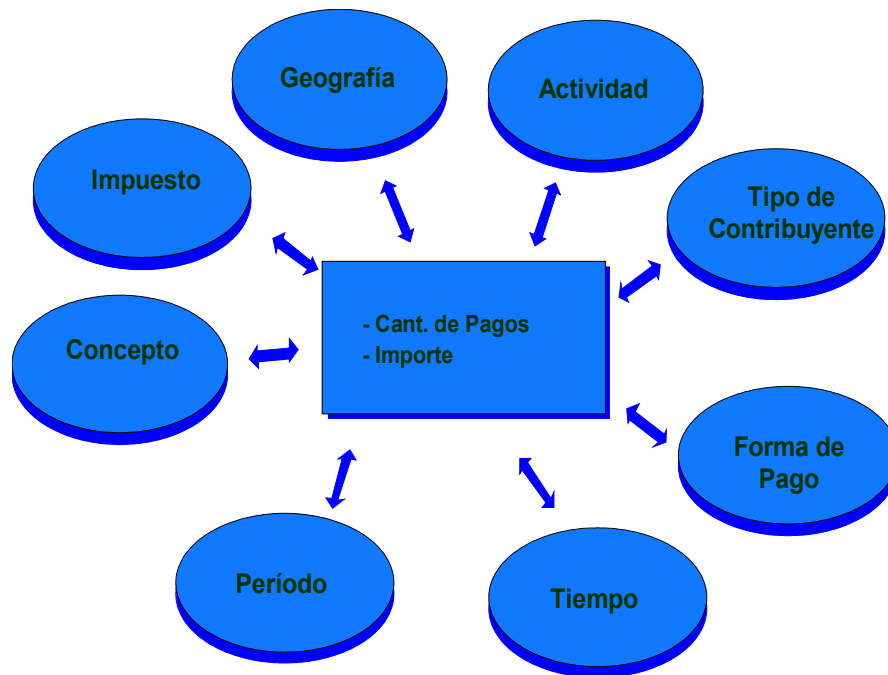 Geografía
Actividad
Impuesto
Tipo de
Contribuyente
- Cant. de Pagos
- Importe
Concepto
Forma de
Pago
Período
Tiempo